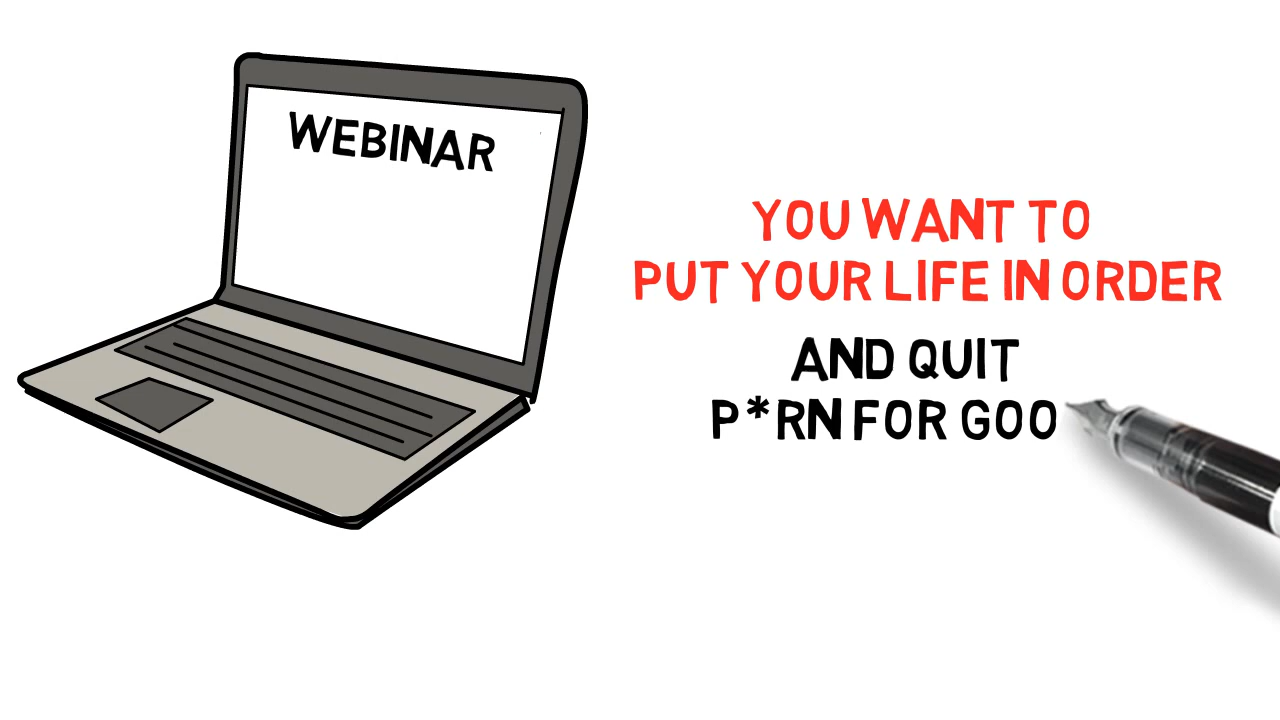 WEBINAR
YOU WANT TO
PUT YOUR LIFE IN ORDER
AND QUIT
P*RN FOR GOO